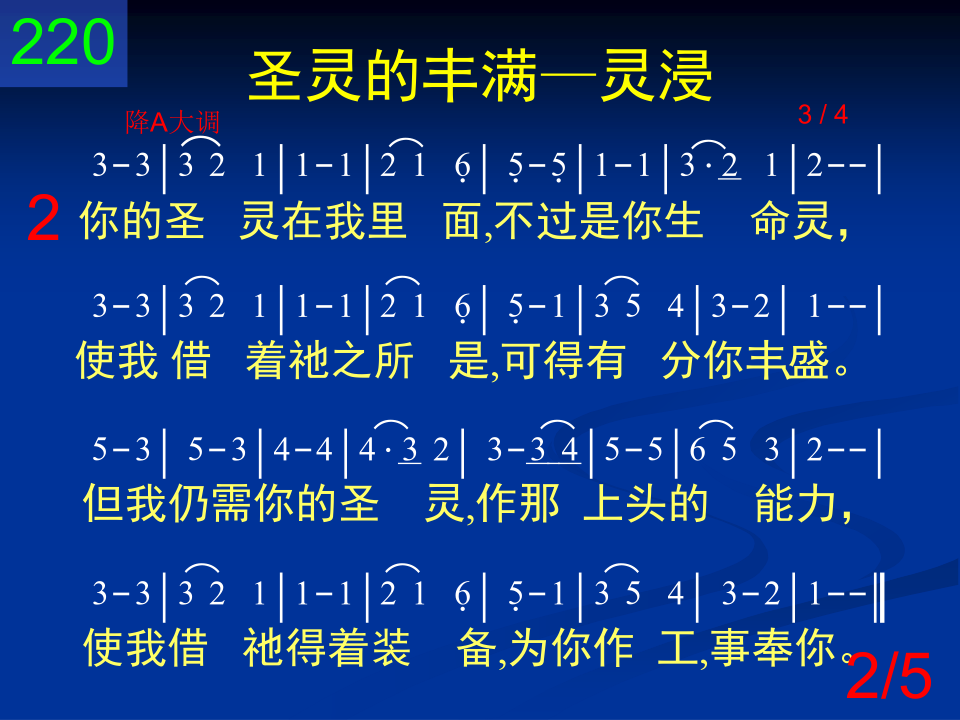 220
圣灵的丰满—灵浸
降A大调
3 / 4
3-3|3 2 1|1-1|2 1 6̣|5̣-5̣|1-1|3·2̲ 1|2--|
2
你的圣 灵在我里 面,不过是你生 命灵，
3-3|3 2 1|1-1|2 1 6̣|5̣-1|3 5 4|3-2|1--|
使我 借 着祂之所 是,可得有 分你丰盛。
5-3|5-3|4-4|4·3̲ 2|3-3̲ 4̲|5-5|6 5 3|2--|
但我仍需你的圣 灵,作那 上头的 能力，
3-3|3 2 1|1-1|2 1 6̣|5̣-1|3 5 4|3-2|1--‖
使我借 祂得着装 备,为你作 工,事奉你。
2/5